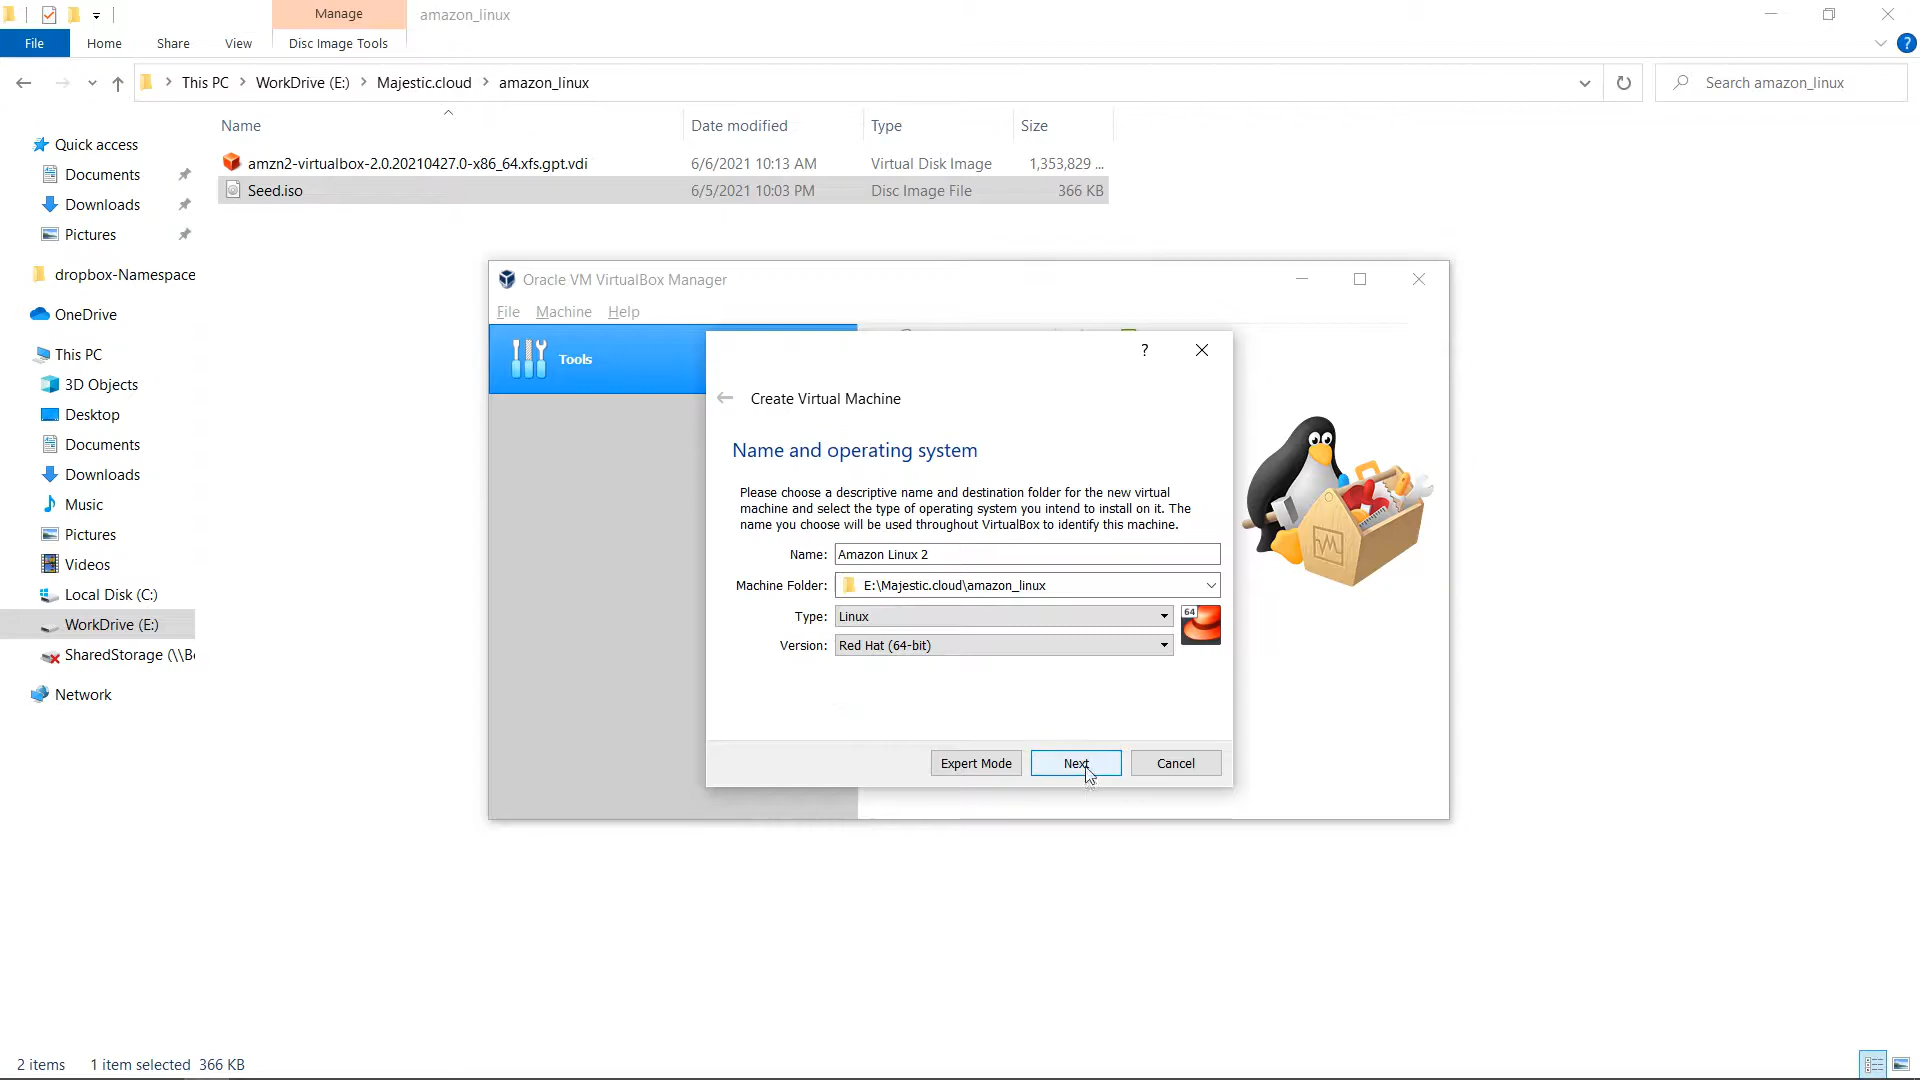 Manage
amazon_linux
File
Home
Share
View
Disc Image Tools
This PC
WorkDrive (E:)
Majestic.cloud
amazon_linux
Search amazon_linux
Name
Date modified
Type
Size
amzn2-virtualbox-2.0.20210427.0-x86_64.xfs.gpt.vdi
6/6/2021 10:13 AM
Virtual Disk Image
1,353,829 ...
Seed.iso
6/5/2021 10:03 PM
Disc Image File
366 KB
Quick access
Documents
Downloads
Pictures
dropbox-Namespace
OneDrive
This PC
3D Objects
Desktop
Documents
Downloads
Music
Pictures
Videos
Local Disk (C:)
WorkDrive (E:)
SharedStorage (\\Be
Network
Oracle VM VirtualBox Manager
File
Machine
Help
Tools
?
Create Virtual Machine
Name and operating system
Please choose a descriptive name and destination folder for the new virtual
machine and select the type of operating system you intend to install on it. The
name you choose will be used throughout VirtualBox to identify this machine.
Name:
Amazon Linux 2
Machine Folder:
E:\Majestic.cloud\amazon_linux
Type:
Linux
64
Version:
Red Hat (64-bit)
Expert Mode
Next
Cancel
2 items
1 item selected 366 KB